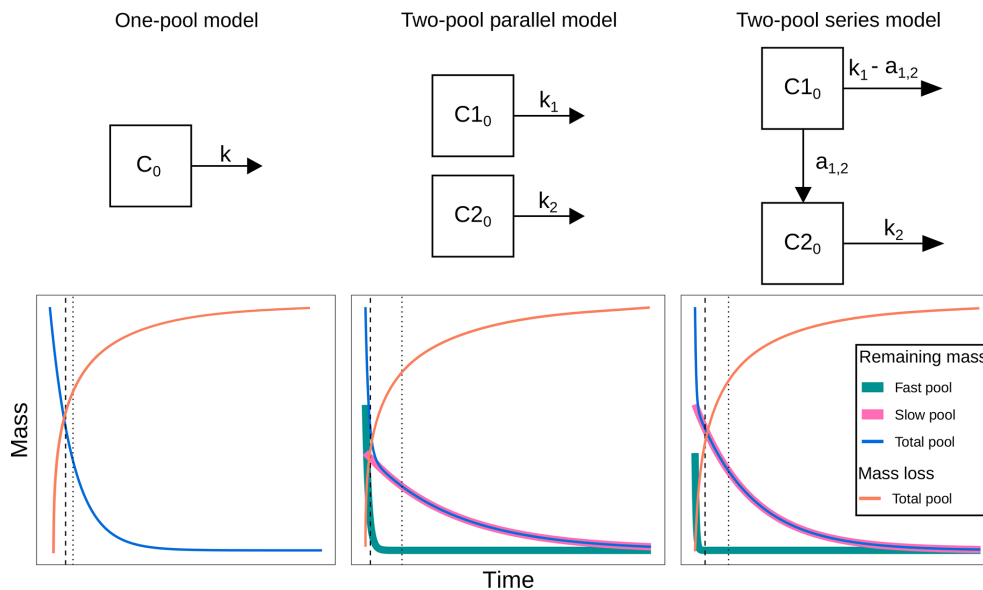 One-pool model
Two-pool parallel model
Two-pool series model
C₀
k
C1₀
k₁
C2₀
k₂
C1₀
k₁ - a₁,₂
a₁,₂
C2₀
k₂
Mass
Time
Remaining mass
Fast pool
Slow pool
Total pool
Mass loss
Total pool